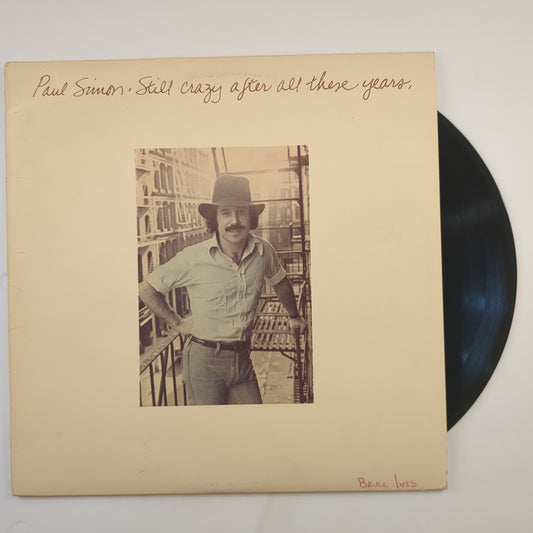 Paul Simon · Still crazy after all these years.
Bruce Ives